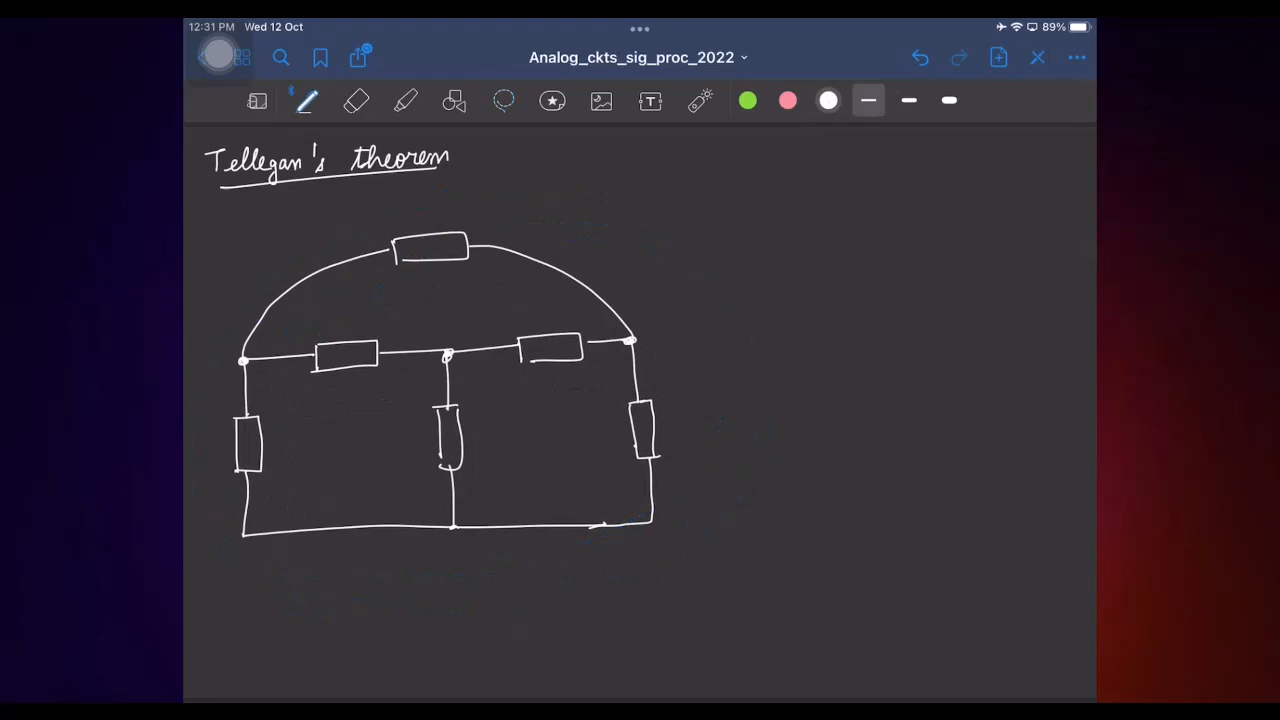 12:31 PM Wed 12 Oct
89%
Analog_ckts_sig_proc_2022
T
Tellegan's theorem